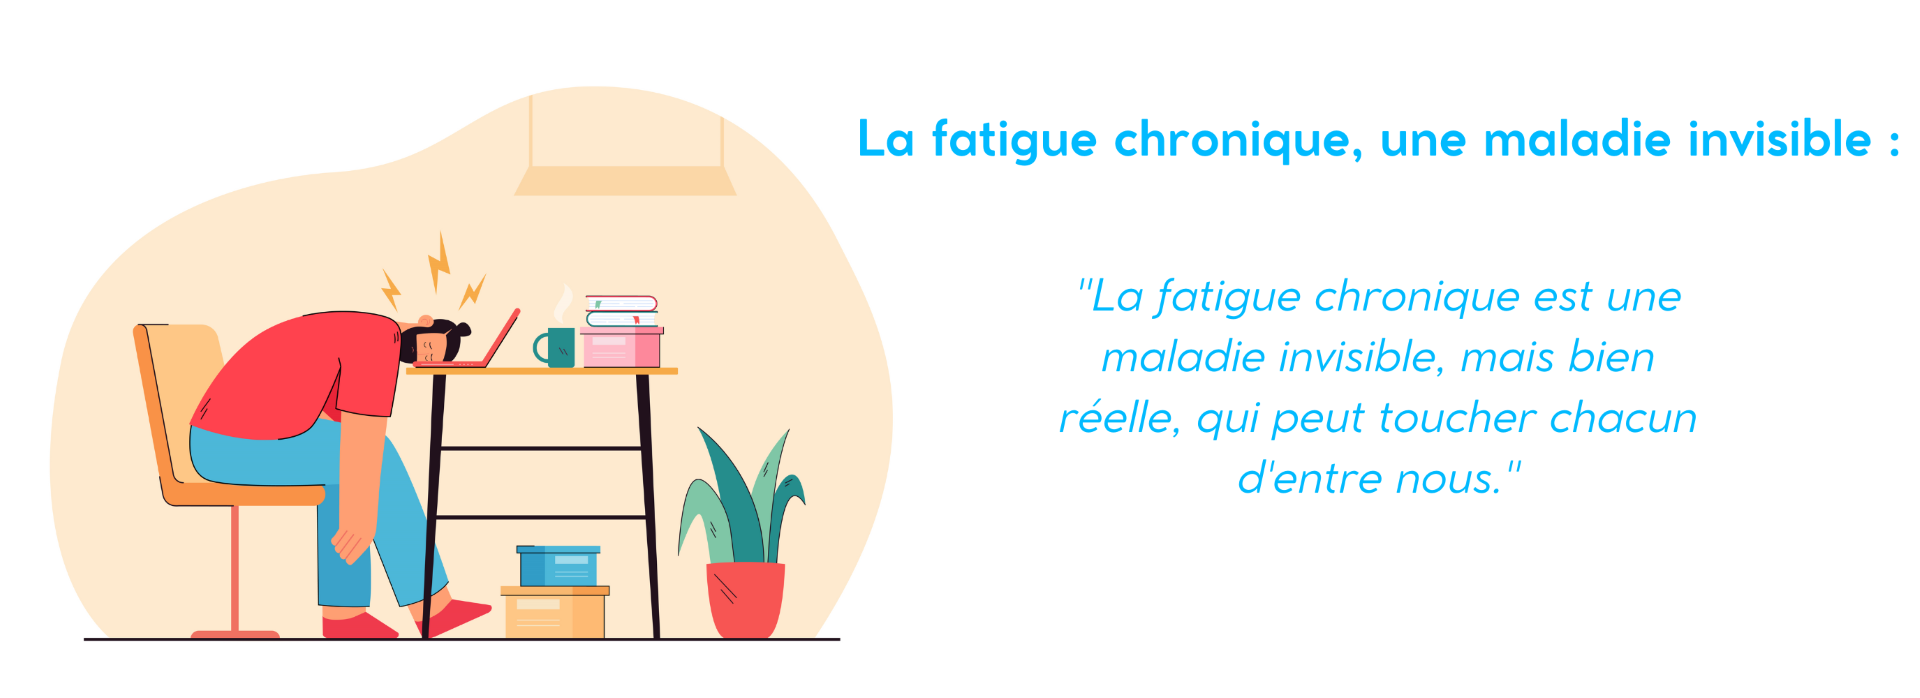 La fatigue chronique, une maladie invisible :
"La fatigue chronique est une
maladie invisible, mais bien
réelle, qui peut toucher chacun
d'entre nous."